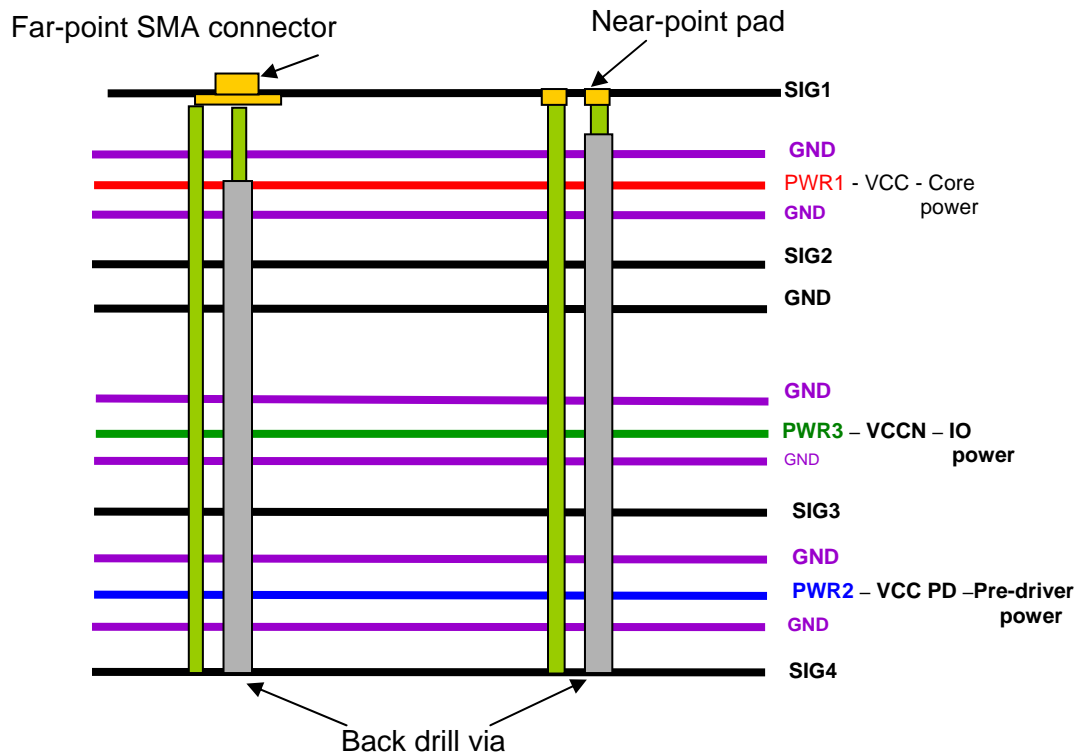 Far-point SMA connector
Near-point pad
SIG1
GND
PWR1 - VCC - Core
power
GND
SIG2
GND
GND
PWR3 – VCCN – IO
power
GND
SIG3
GND
PWR2 – VCC PD –Pre-driver
power
GND
SIG4
Back drill via